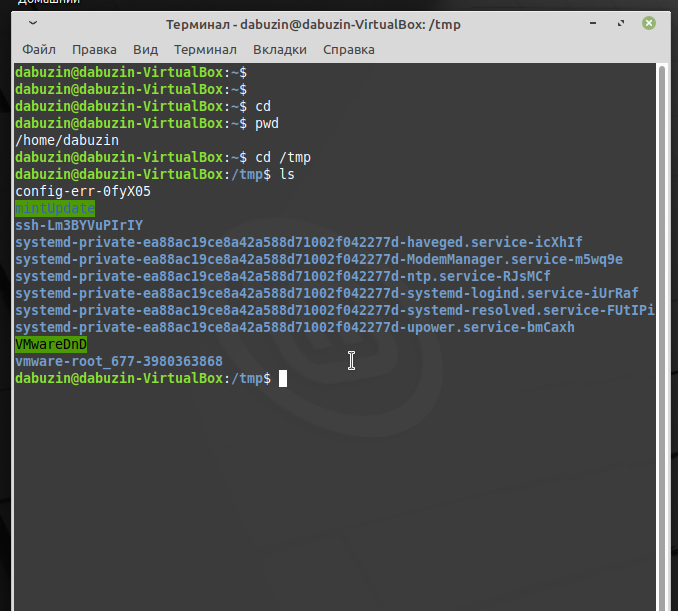 Домашний
Терминал - dabuzin@dabuzin-VirtualBox: /tmp
Файл Правка Вид Терминал Вкладки Справка
dabuzin@dabuzin-VirtualBox:~$
dabuzin@dabuzin-VirtualBox:~$
dabuzin@dabuzin-VirtualBox:~$ cd
dabuzin@dabuzin-VirtualBox:~$ pwd
/home/dabuzin
dabuzin@dabuzin-VirtualBox:~$ cd /tmp
dabuzin@dabuzin-VirtualBox:/tmp$ ls
config-err-0fyX05
mintUpdate
ssh-Lm3BYVuPIrIY
systemd-private-ea88ac19ce8a42a588d71002f042277d-haveged.service-icXhIf
systemd-private-ea88ac19ce8a42a588d71002f042277d-ModemManager.service-m5wq9e
systemd-private-ea88ac19ce8a42a588d71002f042277d-ntp.service-RJsMCf
systemd-private-ea88ac19ce8a42a588d71002f042277d-systemd-logind.service-iUrRaf
systemd-private-ea88ac19ce8a42a588d71002f042277d-systemd-resolved.service-FUtIPi
systemd-private-ea88ac19ce8a42a588d71002f042277d-upower.service-bmCaxh
VMwareDnD
vmware-root_677-3980363868
dabuzin@dabuzin-VirtualBox:/tmp$